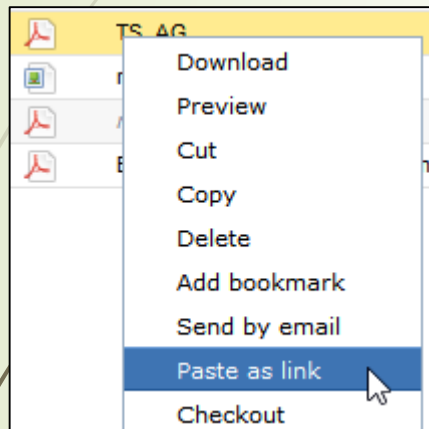 TS_AG
Download
Preview
Cut
Copy
Delete
Add bookmark
Send by email
Paste as link
Checkout